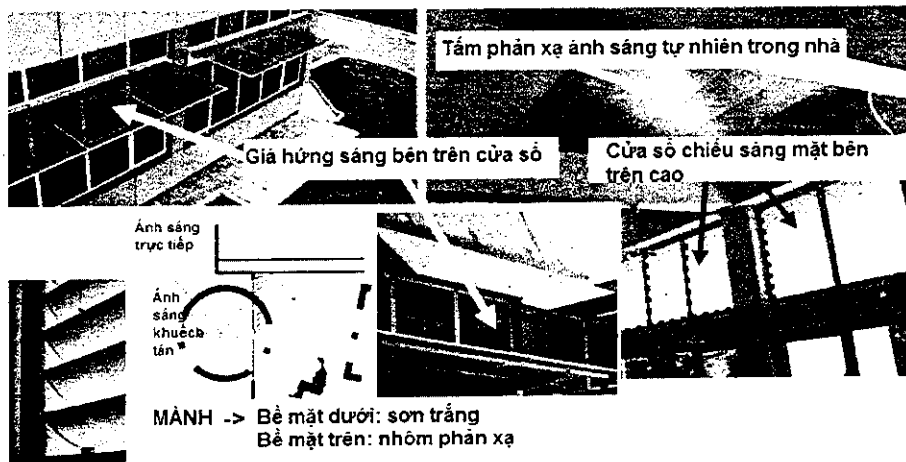 Tấm phản xạ ánh sáng tự nhiên trong nhà
Giá hứng sáng bên trên cửa sổ
Cửa sổ chiếu sáng mặt bên
trên cao
Ánh sáng
trực tiếp
Ánh
sáng
khuếch
tán
MÀNH -> Bề mặt dưới: sơn trắng
Bề mặt trên: nhôm phản xạ